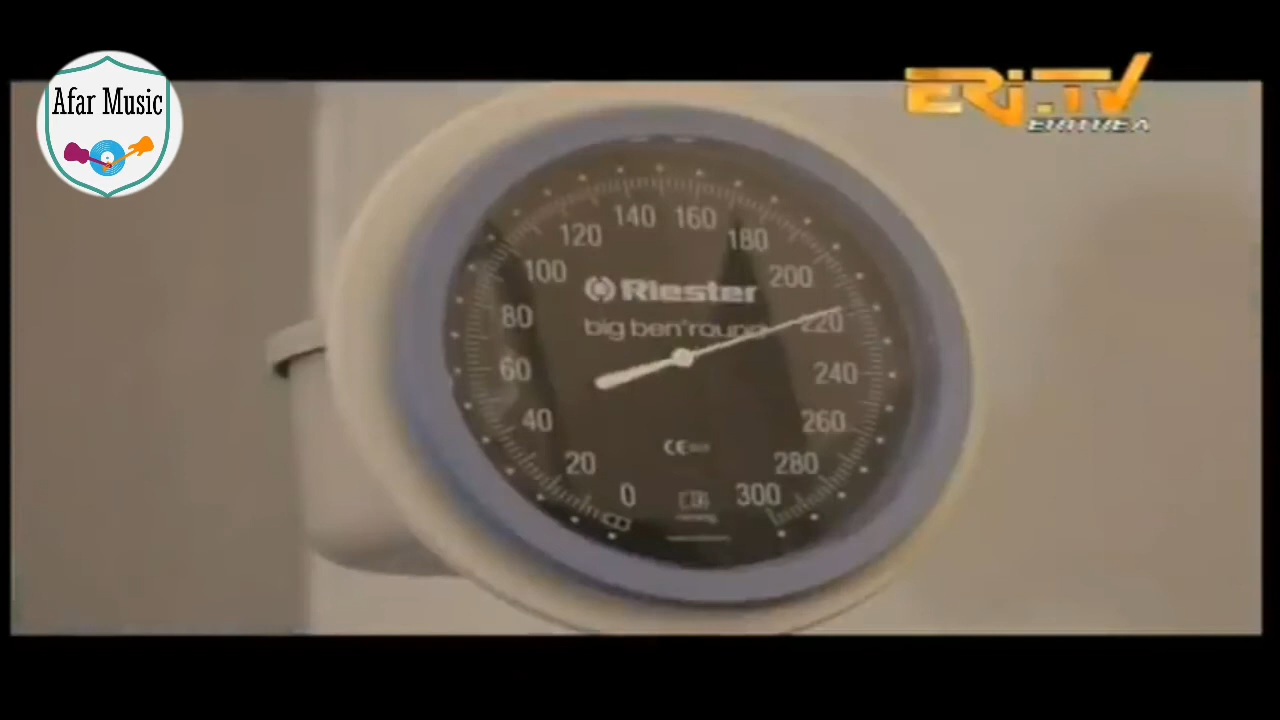 Afar Music
ERi.TV
ERITREA
140 160
120 180
100 200
Riester
80 220
big ben round
60 240
40 260
CE
20 280
0 300